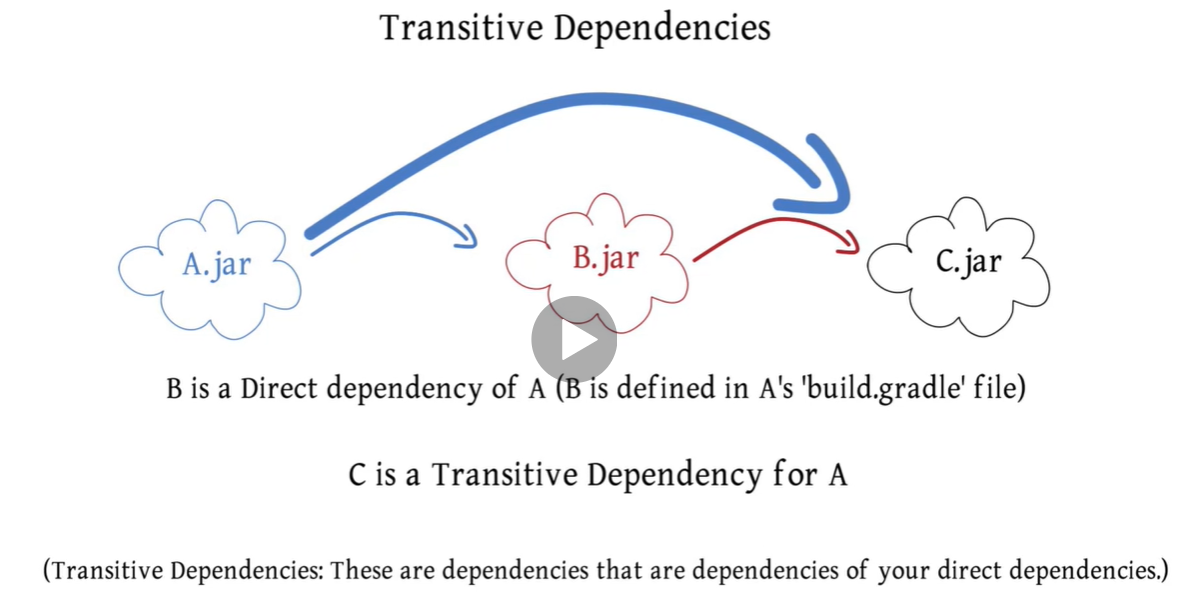 Transitive Dependencies
A.jar
B.jar
C.jar
B is a Direct dependency of A (B is defined in A's 'build.gradle' file)
C is a Transitive Dependency for A
(Transitive Dependencies: These are dependencies that are dependencies of your direct dependencies.)